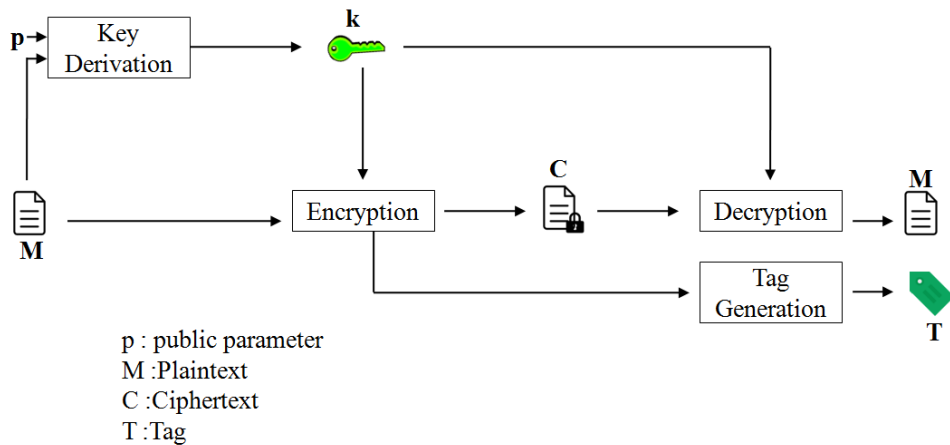 k
p
Key
Derivation
C
M
Encryption
Decryption
M
Tag
Generation
T
p : public parameter
M :Plaintext
C :Ciphertext
T :Tag